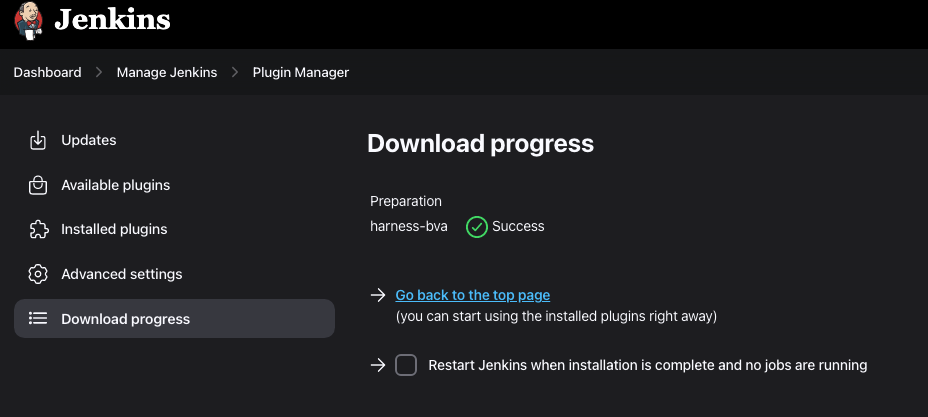 Jenkins
Dashboard Manage Jenkins Plugin Manager
Updates
Available plugins
Installed plugins
Advanced settings
Download progress
Download progress
Preparation
harness-bva Success
Go back to the top page
(you can start using the installed plugins right away)
Restart Jenkins when installation is complete and no jobs are running